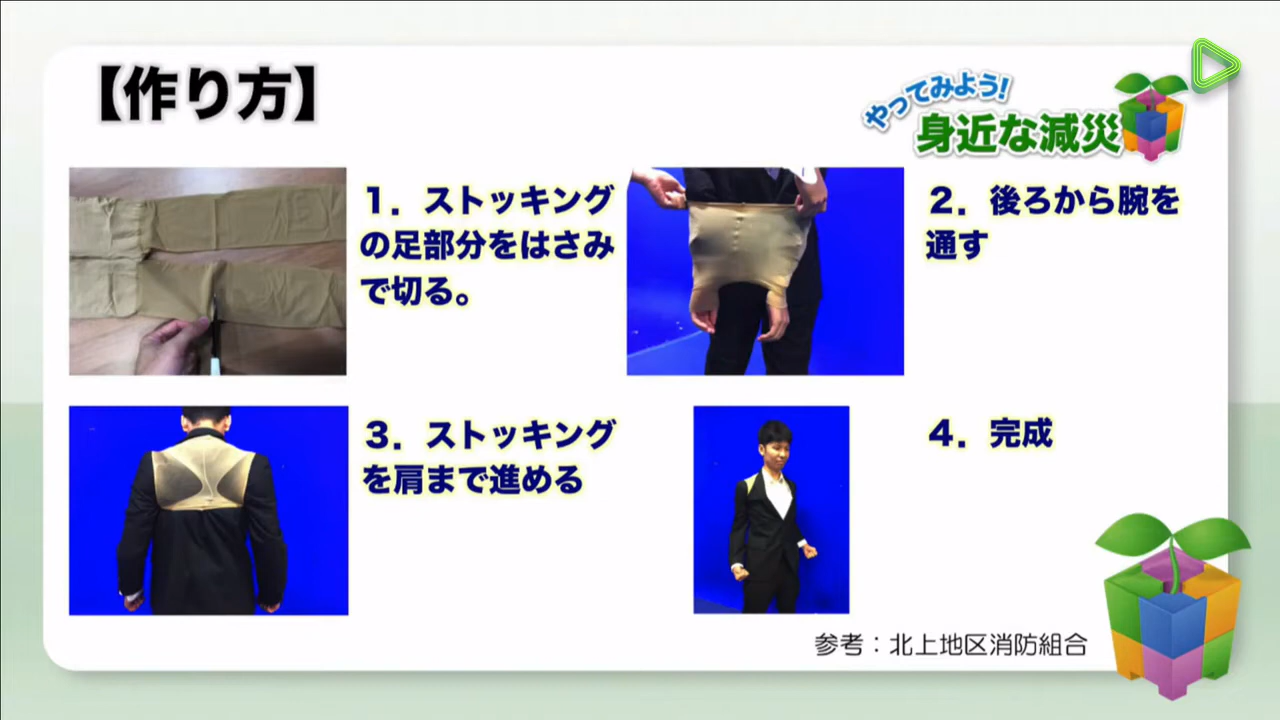 【作り方】
やってみよう!
身近な減災
1．ストッキング
の足部分をはさみ
で切る。
2．後ろから腕を
通す
3．ストッキング
を肩まで進める
4．完成
参考：北上地区消防組合